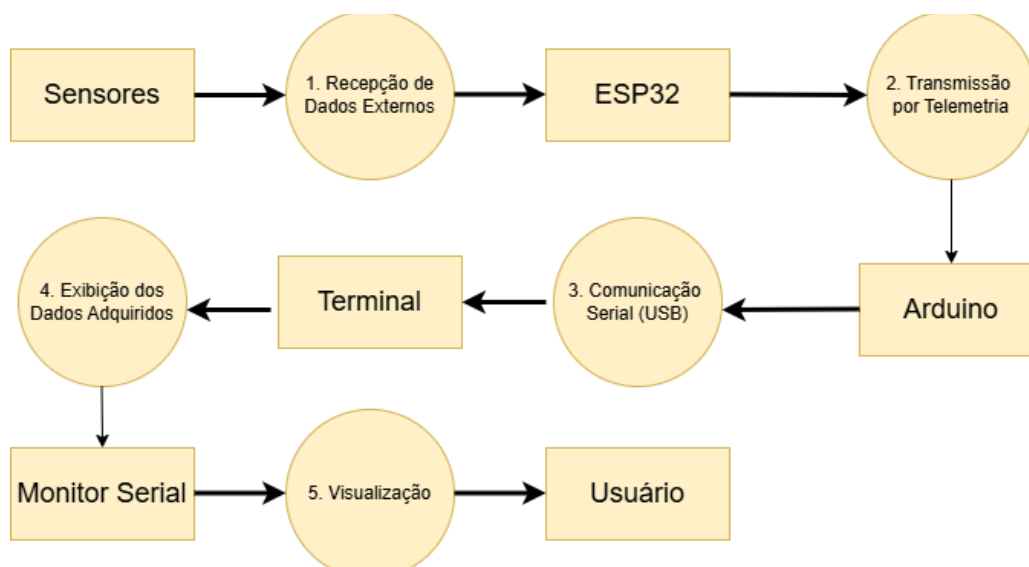 Sensores
1. Recepção de
Dados Externos
ESP32
2. Transmissão
por Telemetria
Arduino
3. Comunicação
Serial (USB)
Terminal
4. Exibição dos
Dados Adquiridos
Monitor Serial
5. Visualização
Usuário